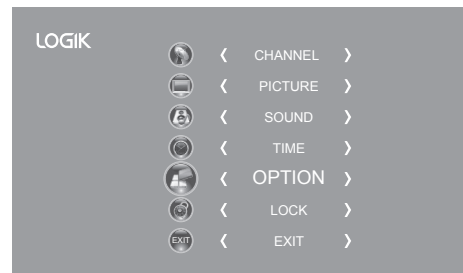 LOGIK
CHANNEL
PICTURE
SOUND
TIME
OPTION
LOCK
EXIT EXIT